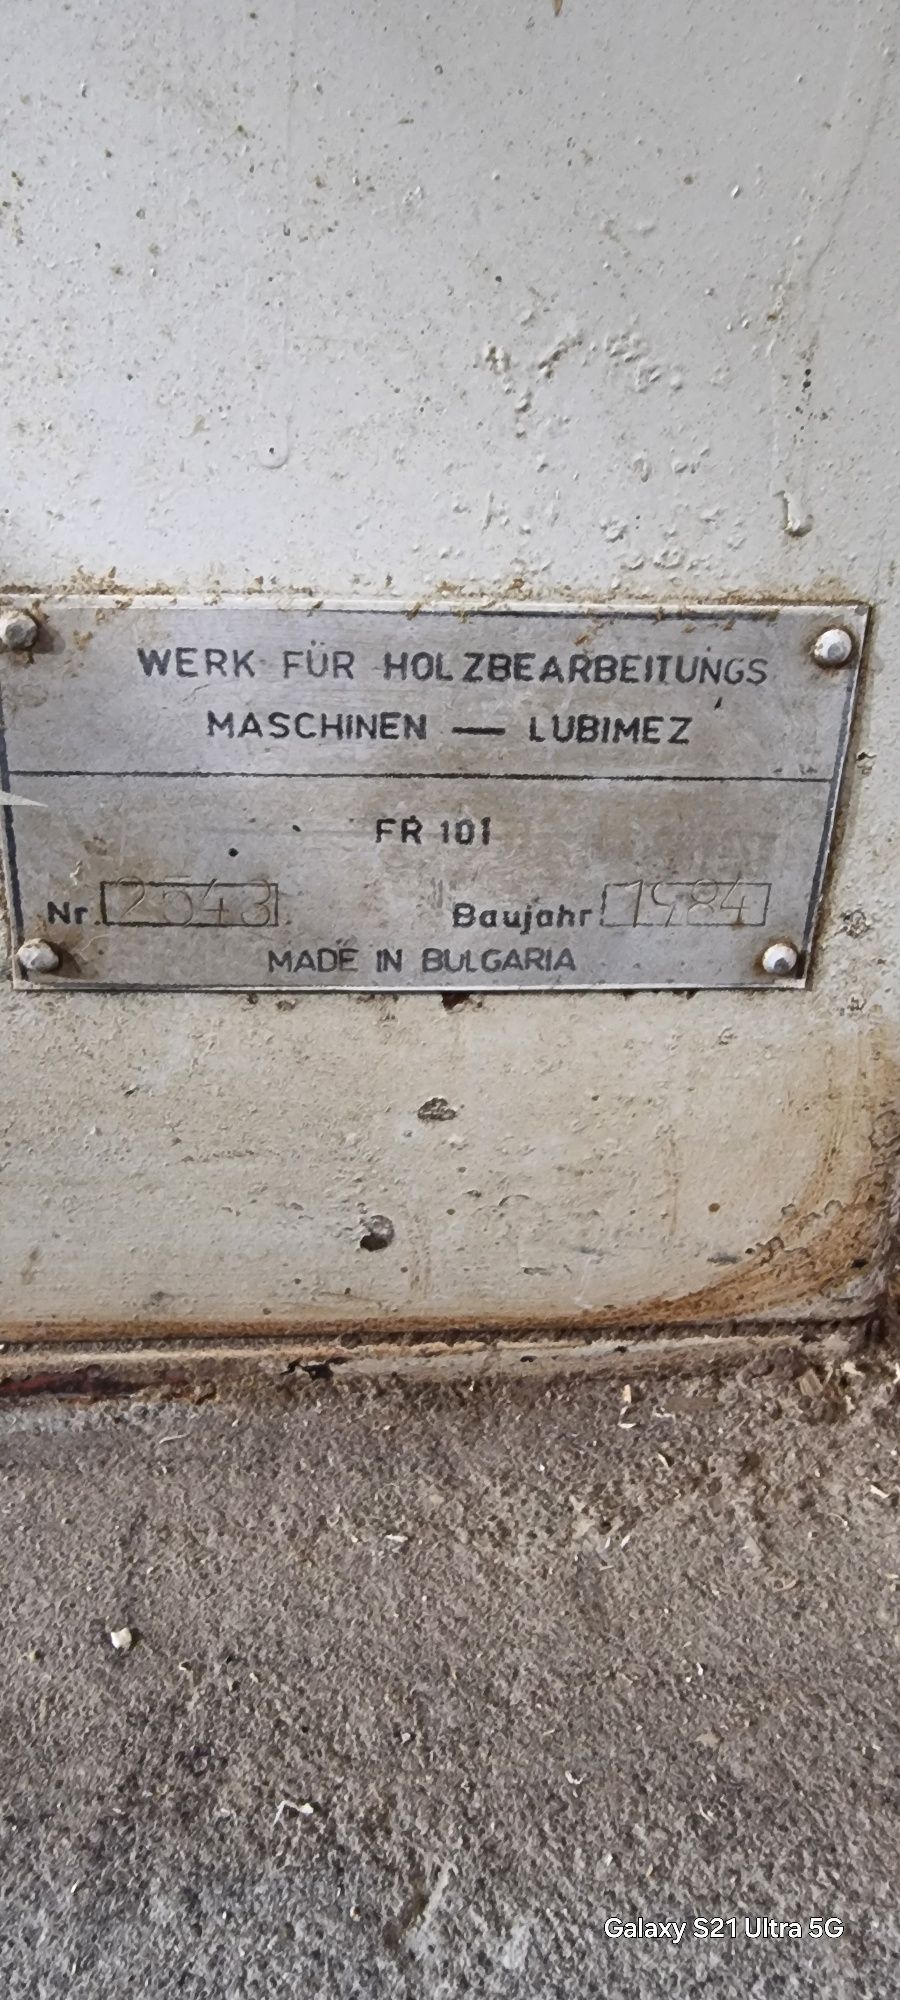 WERK FÜR HOLZBEARBEITUNGS
MASCHINEN — LUBIMEZ
FR 101
Nr. 2543 Baujahr 1984
MADE IN BULGARIA
Galaxy S21 Ultra 5G